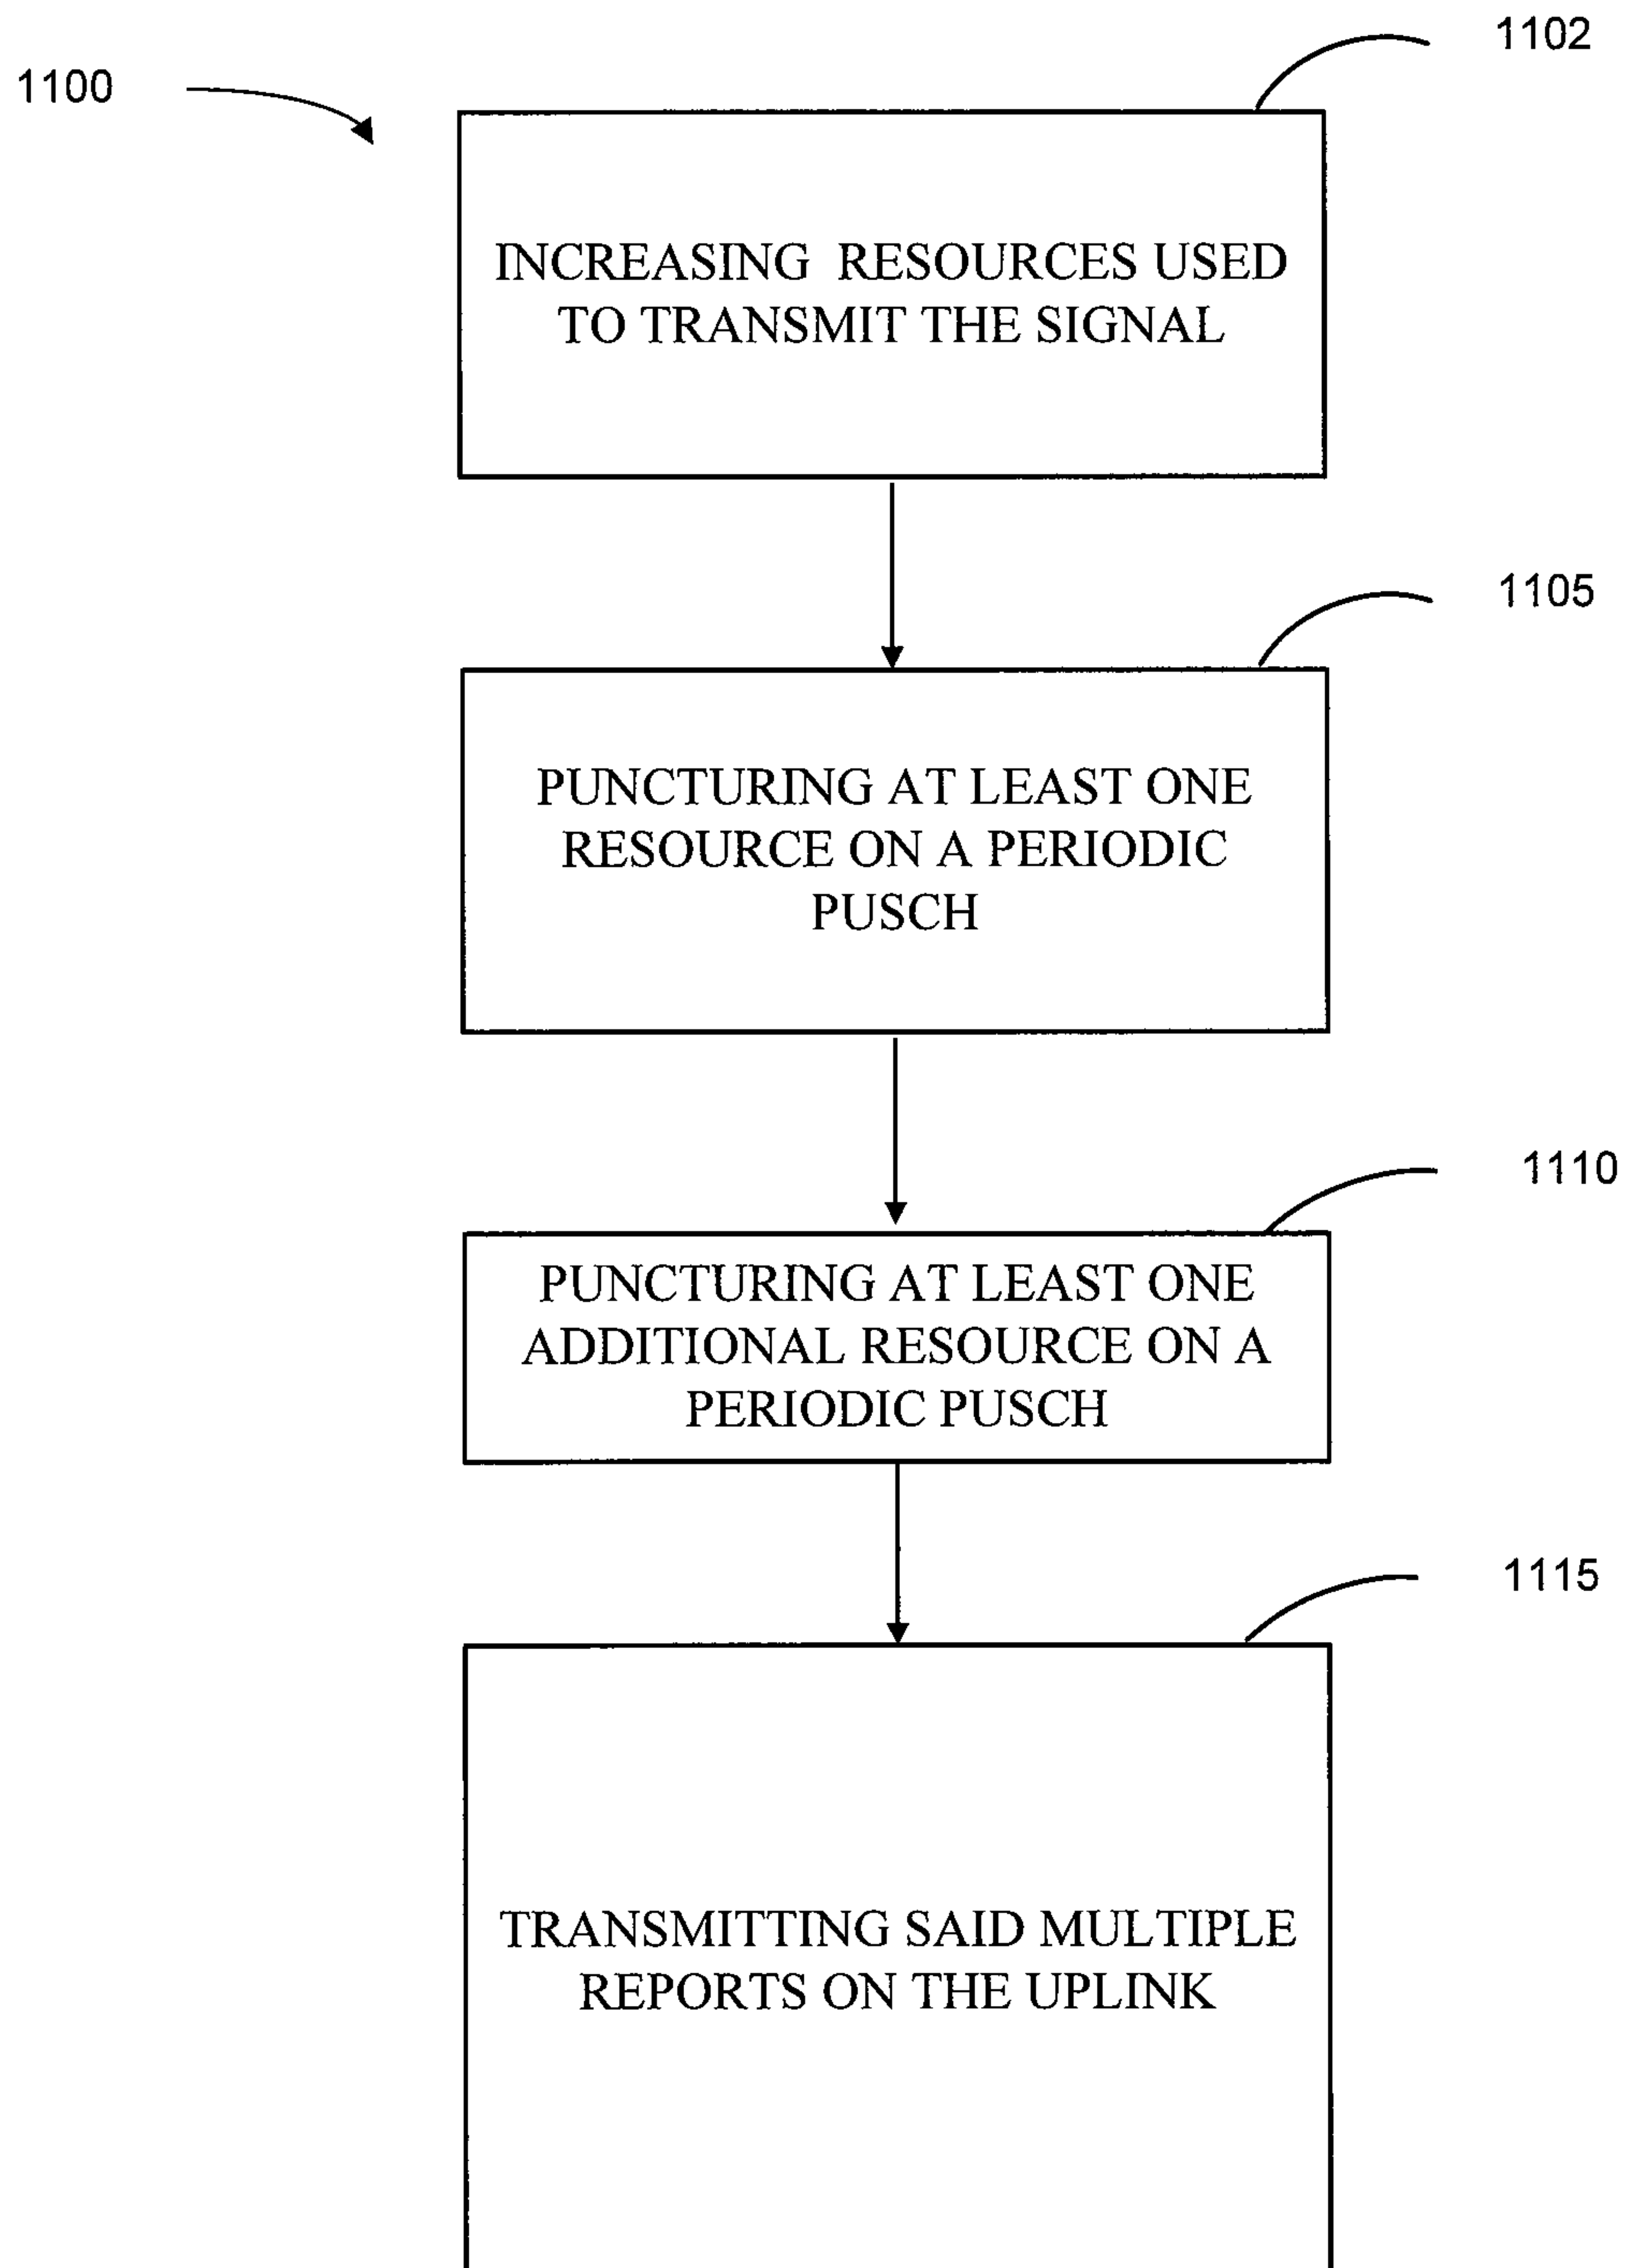 1102
1100
INCREASING RESOURCES USED
TO TRANSMIT THE SIGNAL
1105
PUNCTURING AT LEAST ONE
RESOURCE ON A PERIODIC
PUSCH
1110
PUNCTURING AT LEAST ONE
ADDITIONAL RESOURCE ON A
PERIODIC PUSCH
1115
TRANSMITTING SAID MULTIPLE
REPORTS ON THE UPLINK